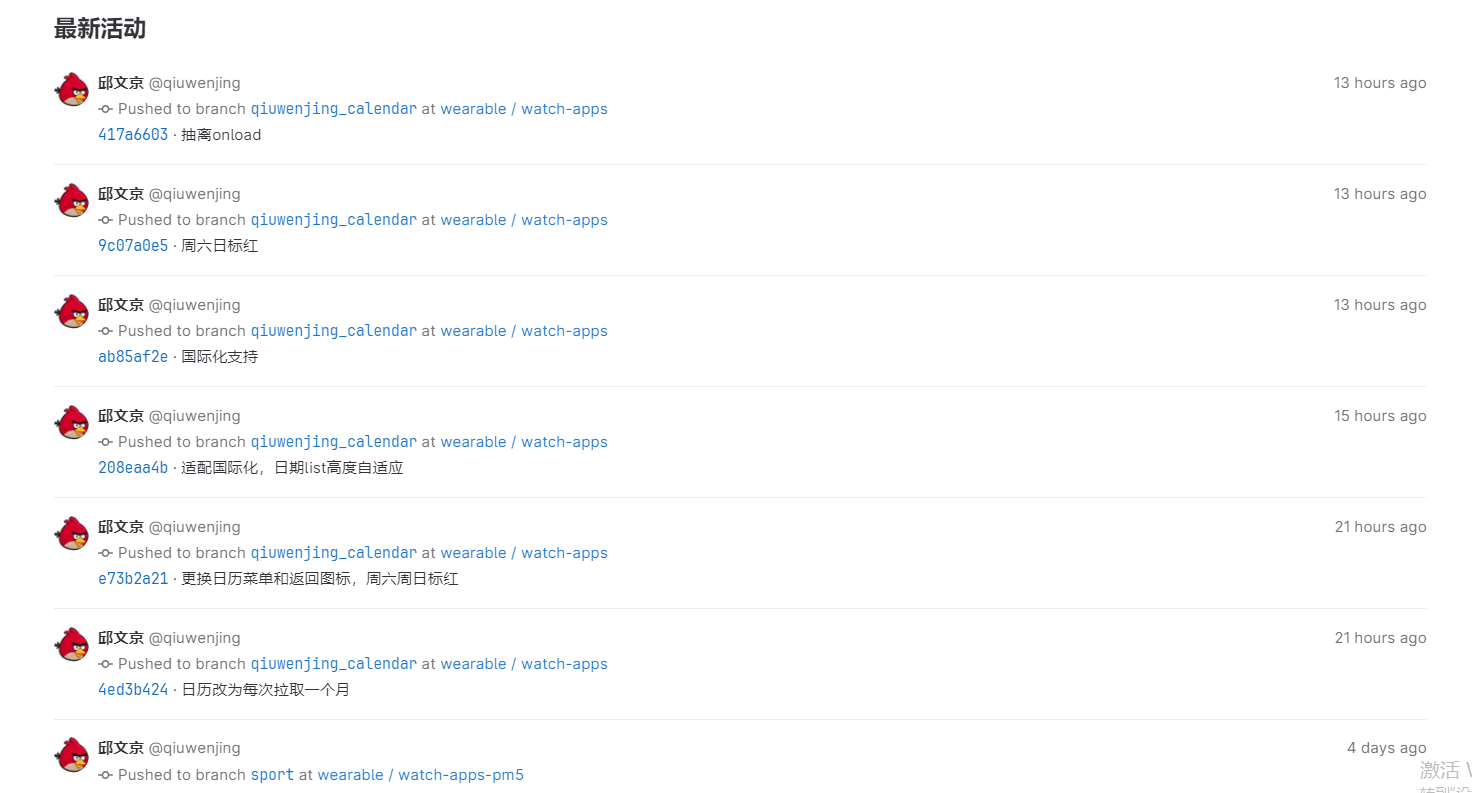 最新活动
邱文京 @qiuwenjing 13 hours ago
Pushed to branch qiuwenjing_calendar at wearable / watch-apps
417a6603 · 抽离onload
邱文京 @qiuwenjing 13 hours ago
Pushed to branch qiuwenjing_calendar at wearable / watch-apps
9c07a0e5 · 周六日标红
邱文京 @qiuwenjing 13 hours ago
Pushed to branch qiuwenjing_calendar at wearable / watch-apps
ab85af2e · 国际化支持
邱文京 @qiuwenjing 15 hours ago
Pushed to branch qiuwenjing_calendar at wearable / watch-apps
208eaa4b · 适配国际化，日期list高度自适应
邱文京 @qiuwenjing 21 hours ago
Pushed to branch qiuwenjing_calendar at wearable / watch-apps
e73b2a21 · 更换日历菜单和返回图标，周六周日标红
邱文京 @qiuwenjing 21 hours ago
Pushed to branch qiuwenjing_calendar at wearable / watch-apps
4ed3b424 · 日历改为每次拉取一个月
邱文京 @qiuwenjing 4 days ago
Pushed to branch sport at wearable / watch-apps-pm5
激活